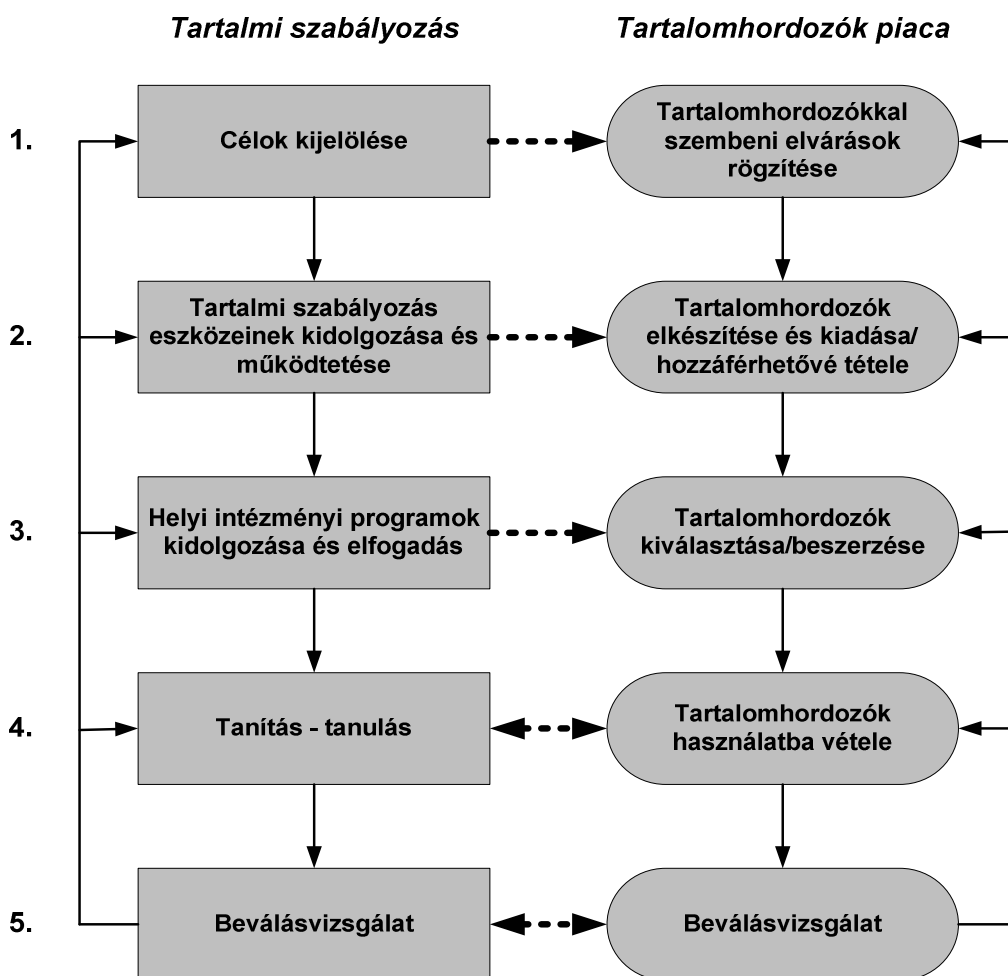 Tartalmi szabályozás
Tartalomhordozók piaca
1.
Célok kijelölése
Tartalomhordozókkal
szembeni elvárások
rögzítése
2.
Tartalmi szabályozás
eszközeinek kidolgozása és
működtetése
Tartalomhordozók
elkészítése és kiadása/
hozzáférhetővé tétele
3.
Helyi intézményi programok
kidolgozása és elfogadás
Tartalomhordozók
kiválasztása/beszerzése
4.
Tanítás - tanulás
Tartalomhordozók
használatba vétele
5.
Beválásvizsgálat
Beválásvizsgálat